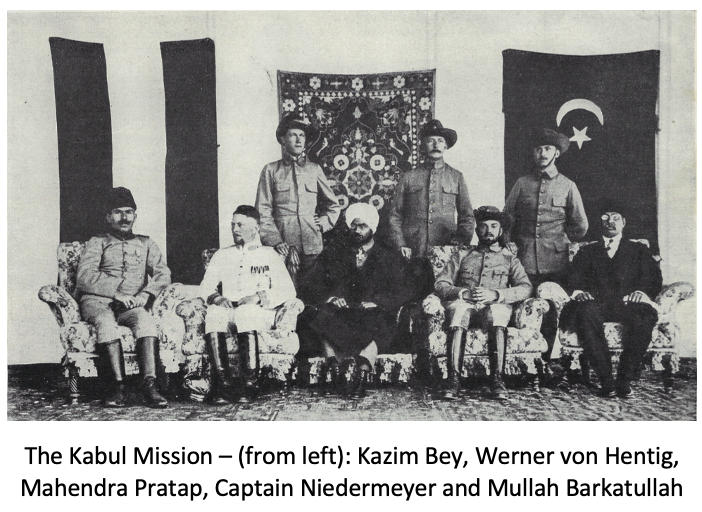 The Kabul Mission – (from left): Kazim Bey, Werner von Hentig,
Mahendra Pratap, Captain Niedermeyer and Mullah Barkatullah